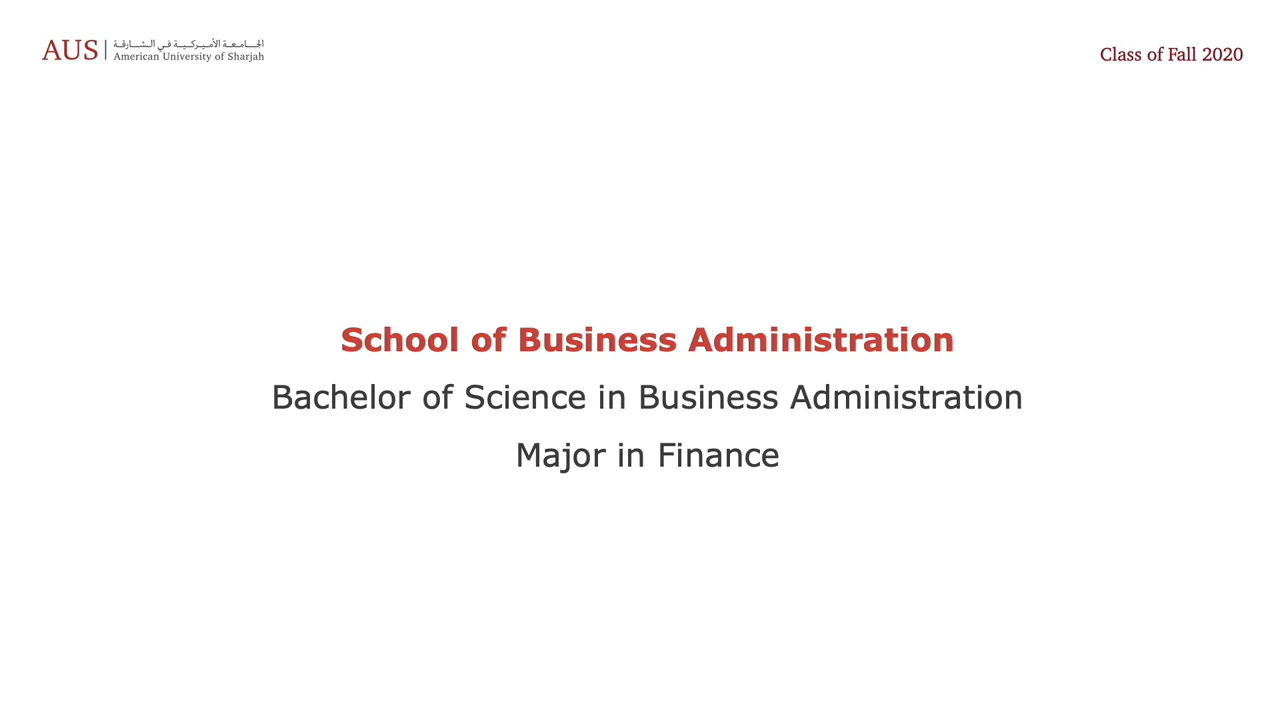 AUS
الجامعة الأميركية في الشارقة
American University of Sharjah
Class of Fall 2020
School of Business Administration
Bachelor of Science in Business Administration
Major in Finance